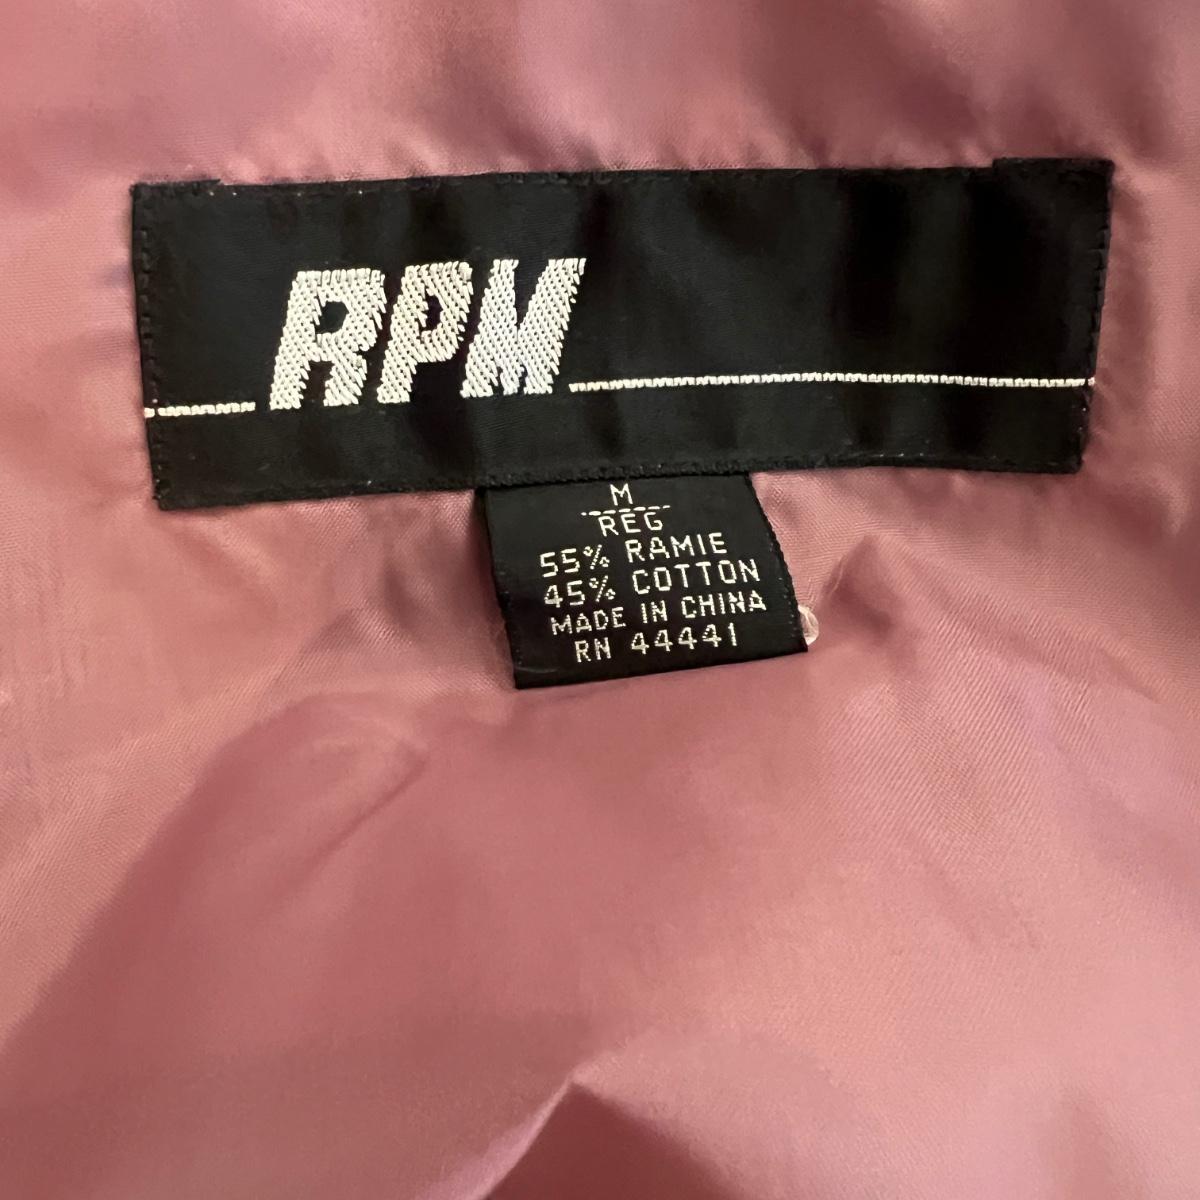 RPM
M
REG
55% RAMIE
45% COTTON
MADE IN CHINA
RN 44441